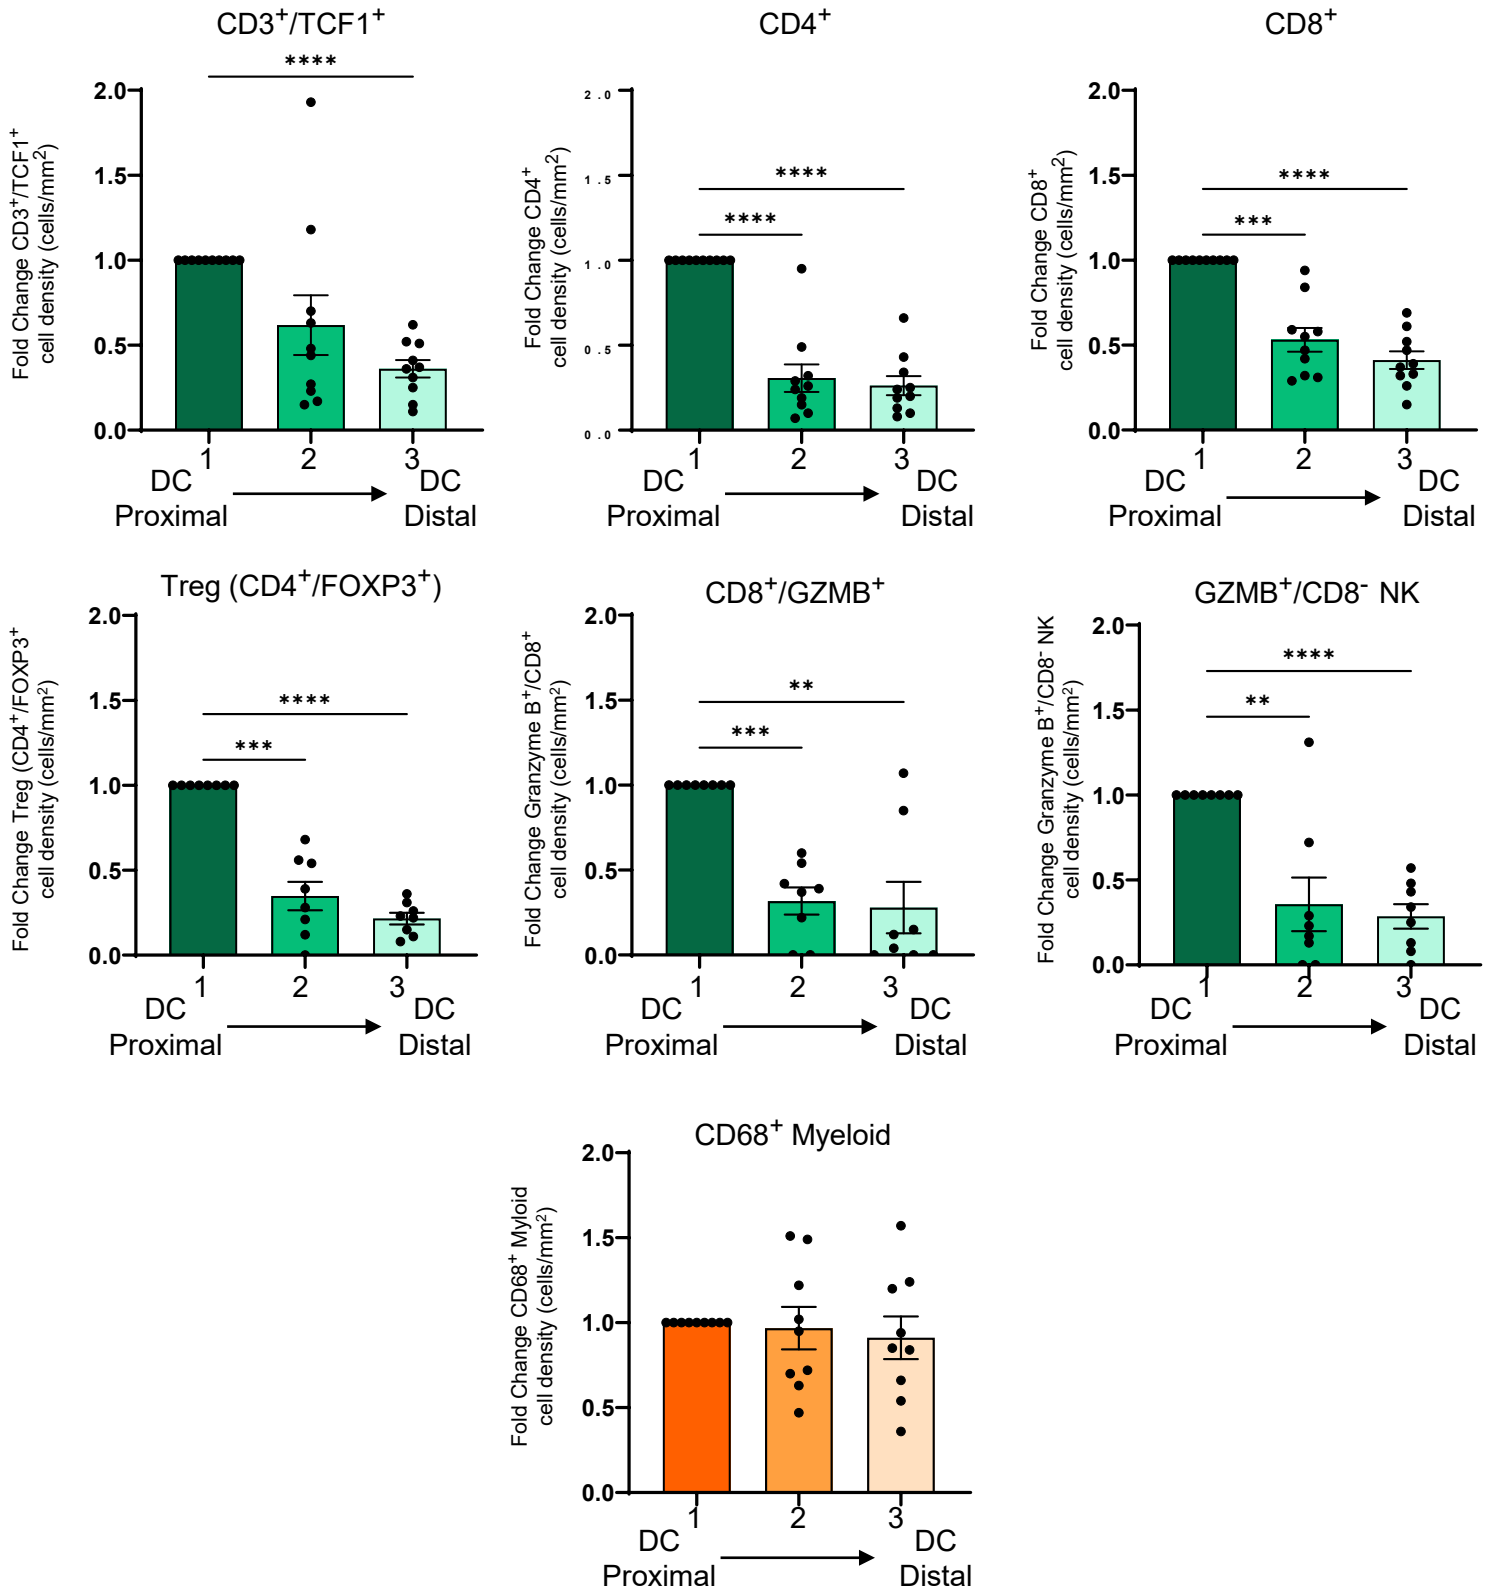 CD3⁺/TCF1⁺
****
Fold Change CD3⁺/TCF1⁺
cell density (cells/mm²)
2.0
1.5
1.0
0.5
0.0
1 2 3
DC DC
Proximal Distal
CD4⁺
****
****
Fold Change CD4⁺
cell density (cells/mm²)
2.0
1.5
1.0
0.5
0.0
1 2 3
DC DC
Proximal Distal
CD8⁺
****
***
Fold Change CD8⁺
cell density (cells/mm²)
2.0
1.5
1.0
0.5
0.0
1 2 3
DC DC
Proximal Distal
Treg (CD4⁺/FOXP3⁺)
****
***
Fold Change Treg (CD4⁺/FOXP3⁺
cell density (cells/mm²)
2.0
1.5
1.0
0.5
0.0
1 2 3
DC DC
Proximal Distal
CD8⁺/GZMB⁺
**
***
Fold Change Granzyme B⁺/CD8⁺
cell density (cells/mm²)
2.0
1.5
1.0
0.5
0.0
1 2 3
DC DC
Proximal Distal
GZMB⁺/CD8⁻ NK
****
**
Fold Change Granzyme B⁺/CD8⁻ NK
cell density (cells/mm²)
2.0
1.5
1.0
0.5
0.0
1 2 3
DC DC
Proximal Distal
CD68⁺ Myeloid
Fold Change CD68⁺ Myloid
cell density (cells/mm²)
2.0
1.5
1.0
0.5
0.0
1 2 3
DC DC
Proximal Distal